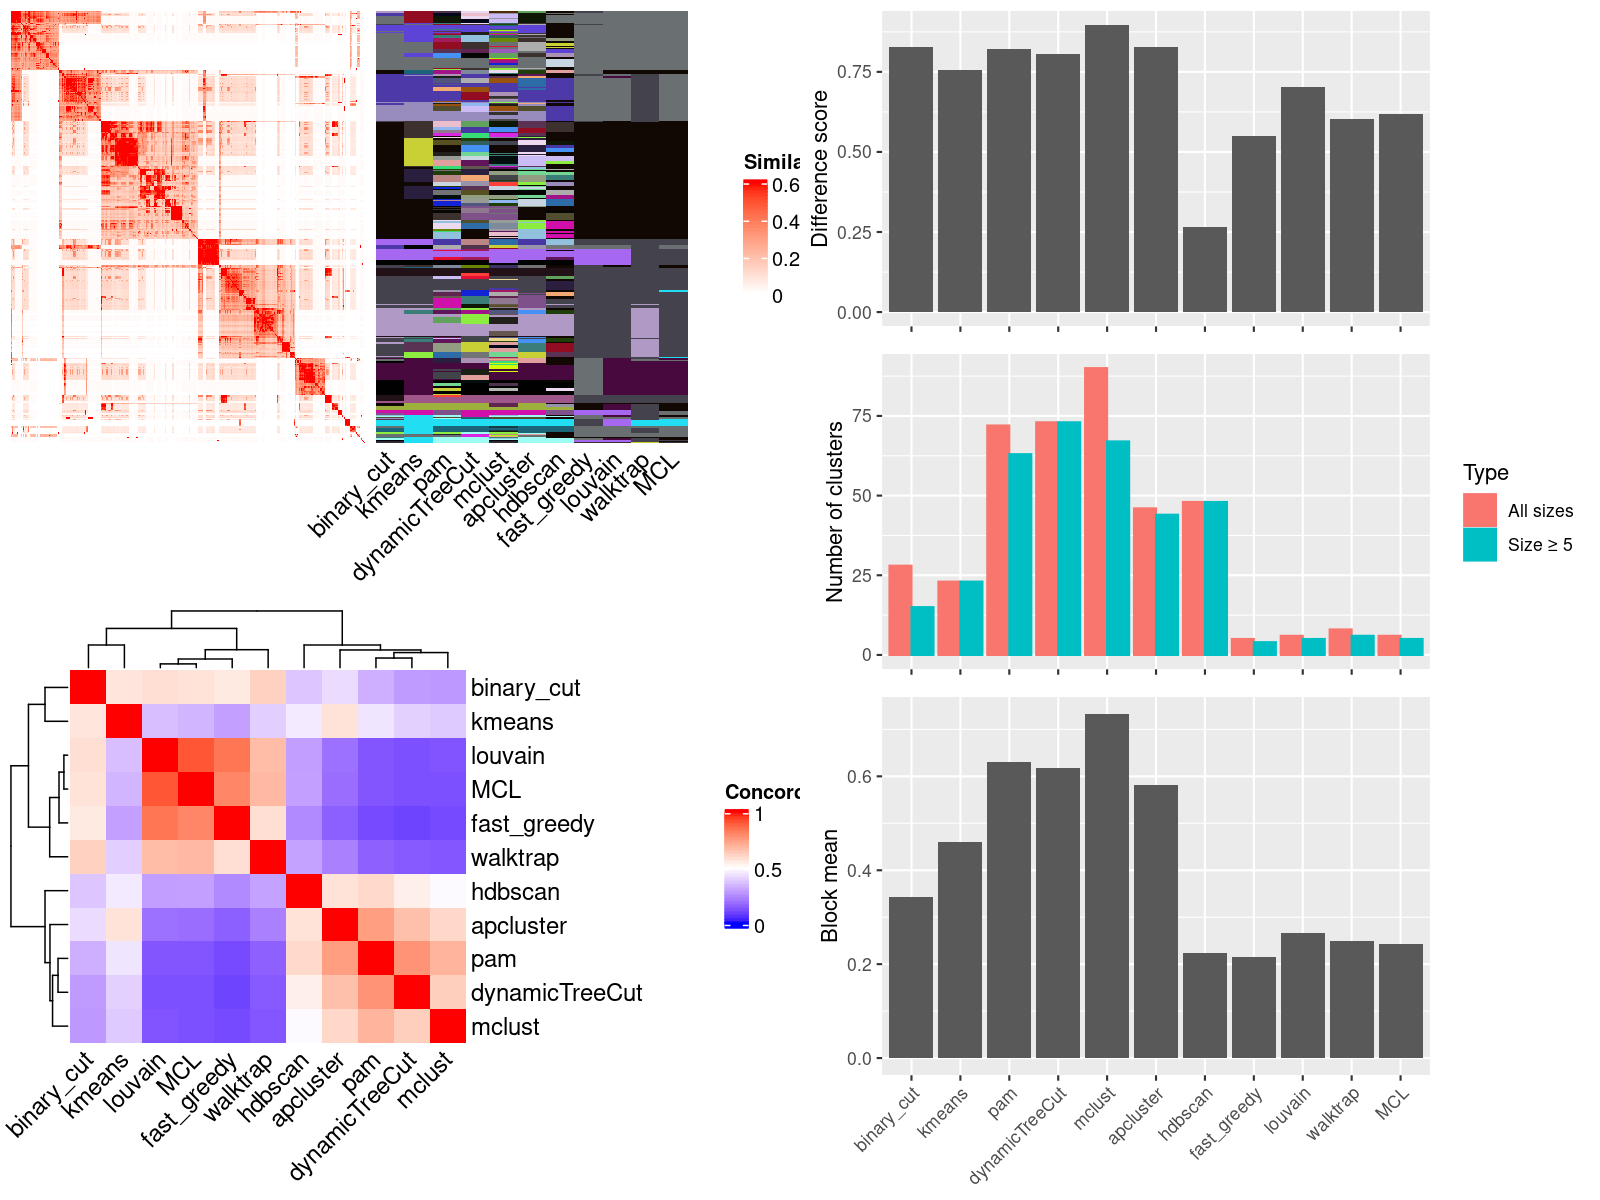 Simila
0.6
0.4
0.2
0
binary_cut
kmeans
pam
dynamicTreeCut
mclust
apcluster
hdbscan
fast_greedy
louvain
walktrap
MCL
Difference score
0.75
0.50
0.25
0.00
Number of clusters
75
50
25
0
Type
All sizes
Size ≥ 5
binary_cut
kmeans
louvain
MCL
fast_greedy
walktrap
hdbscan
apcluster
pam
dynamicTreeCut
mclust
binary_cut
kmeans
louvain
MCL
fast_greedy
walktrap
hdbscan
apcluster
pam
dynamicTreeCut
mclust
Concord
1
0.5
0
Block mean
0.6
0.4
0.2
0.0
binary_cut
kmeans
pam
dynamicTreeCut
mclust
apcluster
hdbscan
fast_greedy
louvain
walktrap
MCL